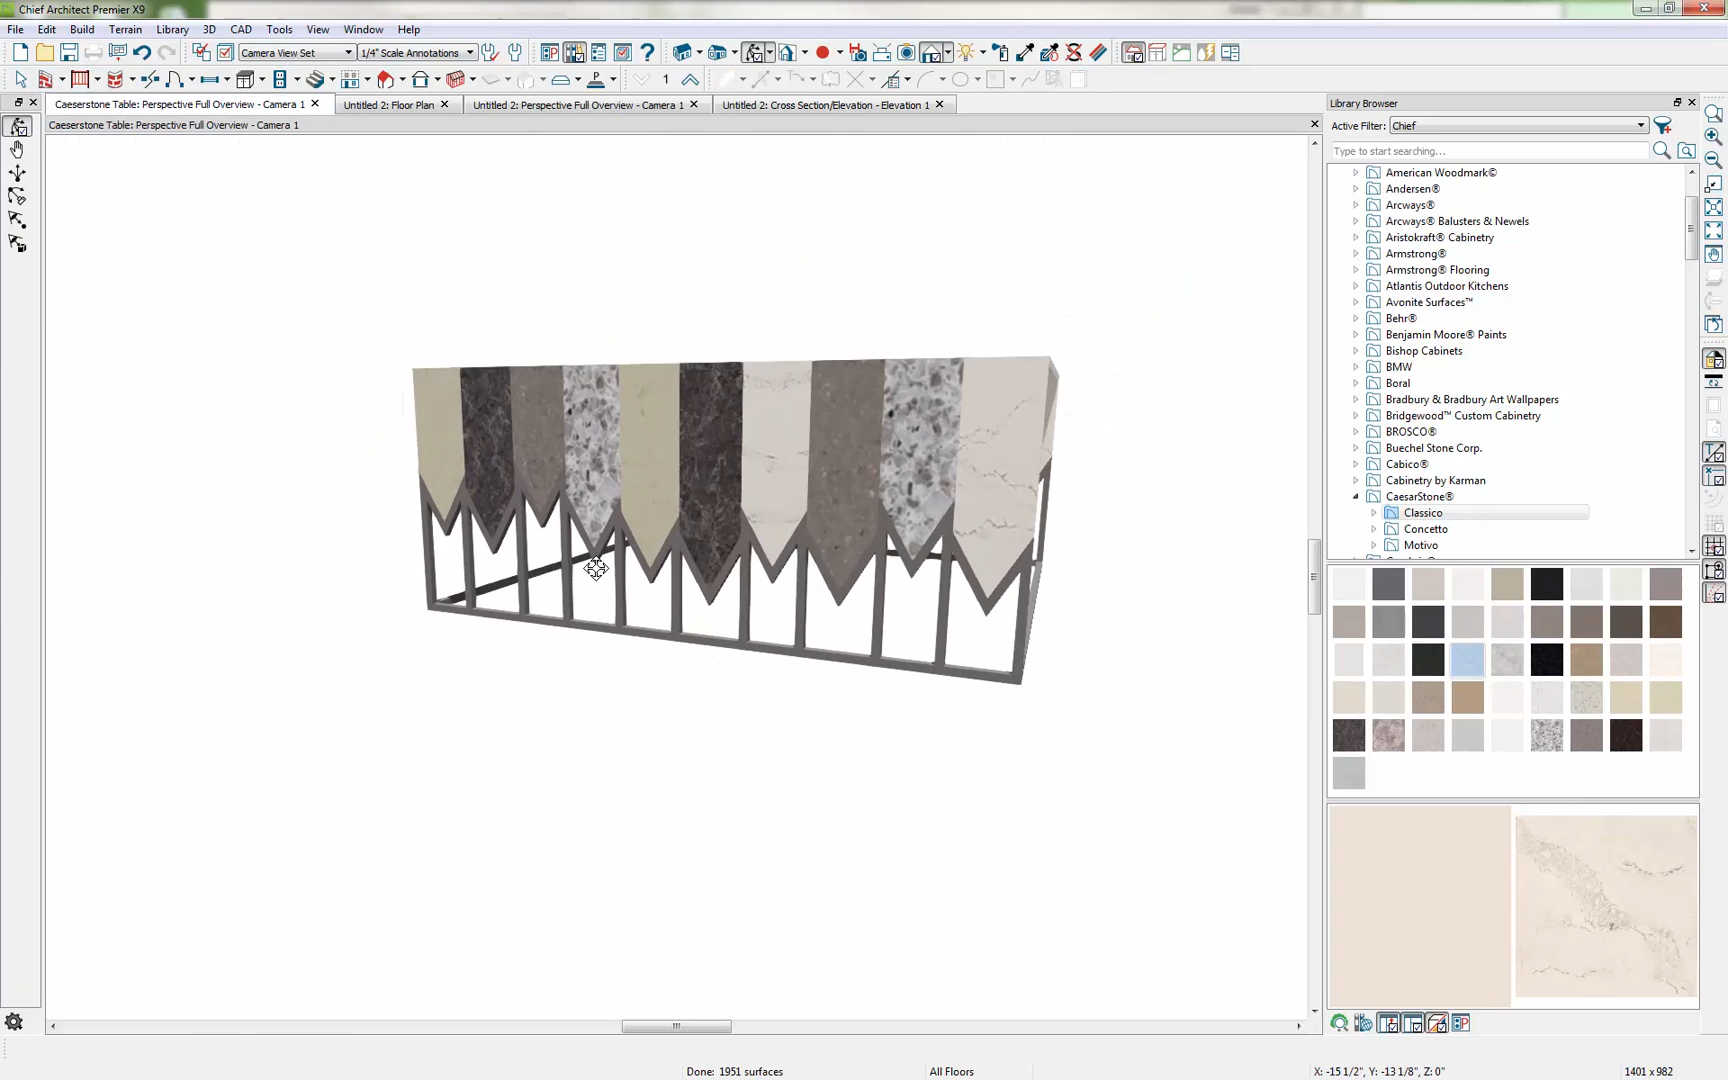 Chief Architect Premier X9
File Edit Build Terrain Library 3D CAD Tools View Window Help
Camera View Set 1/4" Scale Annotations
1
Caeserstone Table: Perspective Full Overview - Camera 1 Untitled 2: Floor Plan Untitled 2: Perspective Full Overview - Camera 1 Untitled 2: Cross Section/Elevation - Elevation 1
Caeserstone Table: Perspective Full Overview - Camera 1
Library Browser
Active Filter: Chief
Type to start searching...
American Woodmark©
Andersen®
Arcways®
Arcways® Balusters & Newels
Aristokraft® Cabinetry
Armstrong®
Armstrong® Flooring
Atlantis Outdoor Kitchens
Avonite Surfaces™
Behr®
Benjamin Moore® Paints
Bishop Cabinets
BMW
Boral
Bradbury & Bradbury Art Wallpapers
Bridgewood™ Custom Cabinetry
BROSCO®
Buechel Stone Corp.
Cabico®
Cabinetry by Karman
CaesarStone®
Classico
Concetto
Motivo
Done: 1951 surfaces All Floors X: -15 1/2", Y: -13 1/8", Z: 0" 1401 x 982